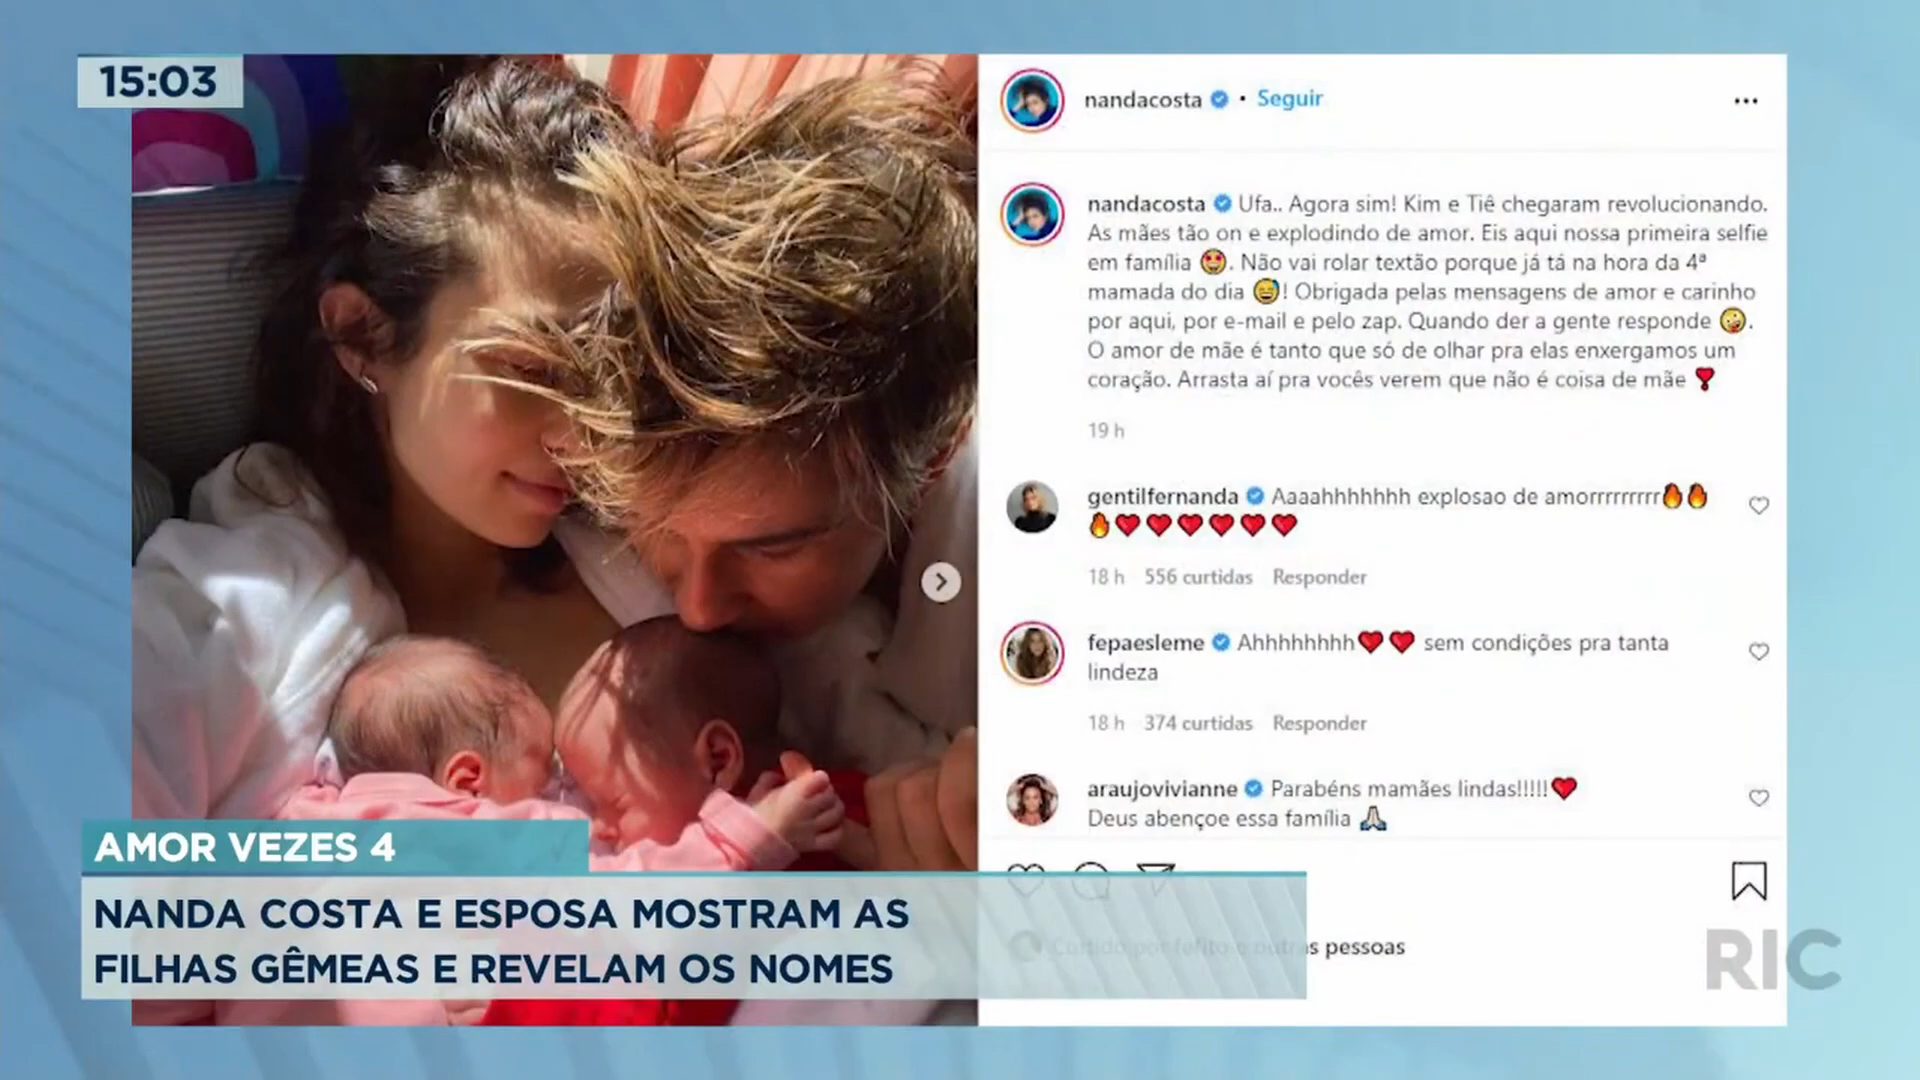 15:03
nandacosta • Seguir
nandacosta Ufa.. Agora sim! Kim e Tiê chegaram revolucionando.
As mães tão on e explodindo de amor. Eis aqui nossa primeira selfie
em família 🤩. Não vai rolar textão porque já tá na hora da 4ª
mamada do dia 😅! Obrigada pelas mensagens de amor e carinho
por aqui, por e-mail e pelo zap. Quando der a gente responde 🤪.
O amor de mãe é tanto que só de olhar pra elas enxergamos um
coração. Arrasta aí pra vocês verem que não é coisa de mãe ❣
19 h
gentilfernanda Aaaahhhhhhh explosao de amorrrrrrrrr🔥🔥
🔥❤❤❤❤❤❤
18 h 556 curtidas Responder
fepaesleme Ahhhhhhhh❤❤ sem condições pra tanta
lindeza
18 h 374 curtidas Responder
araujovivianne Parabéns mamães lindas!!!!!❤
Deus abençoe essa família 🙏🏻
Curtido por fefito e outras pessoas
AMOR VEZES 4
NANDA COSTA E ESPOSA MOSTRAM AS
FILHAS GÊMEAS E REVELAM OS NOMES
RIC